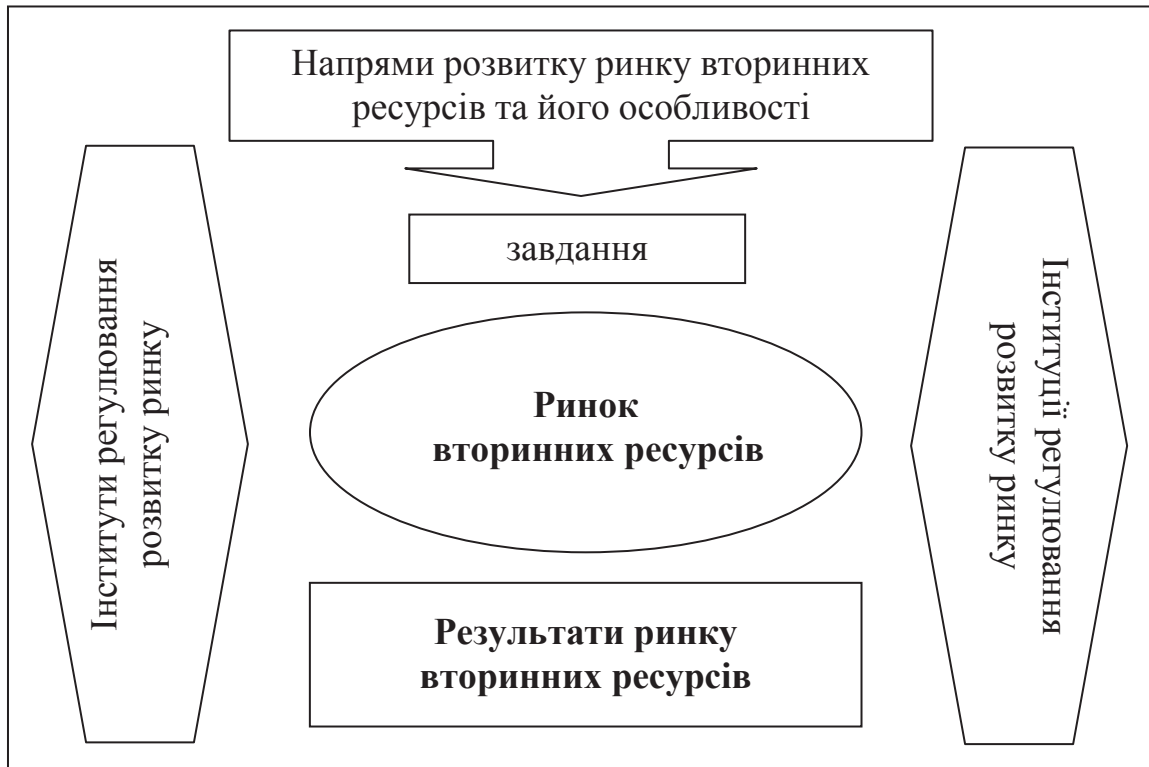 Напрями розвитку ринку вторинних
ресурсів та його особливості
завдання
Інститути регулювання
розвитку ринку
Ринок
вторинних ресурсів
Інституції регулювання
розвитку ринку
Результати ринку
вторинних ресурсів